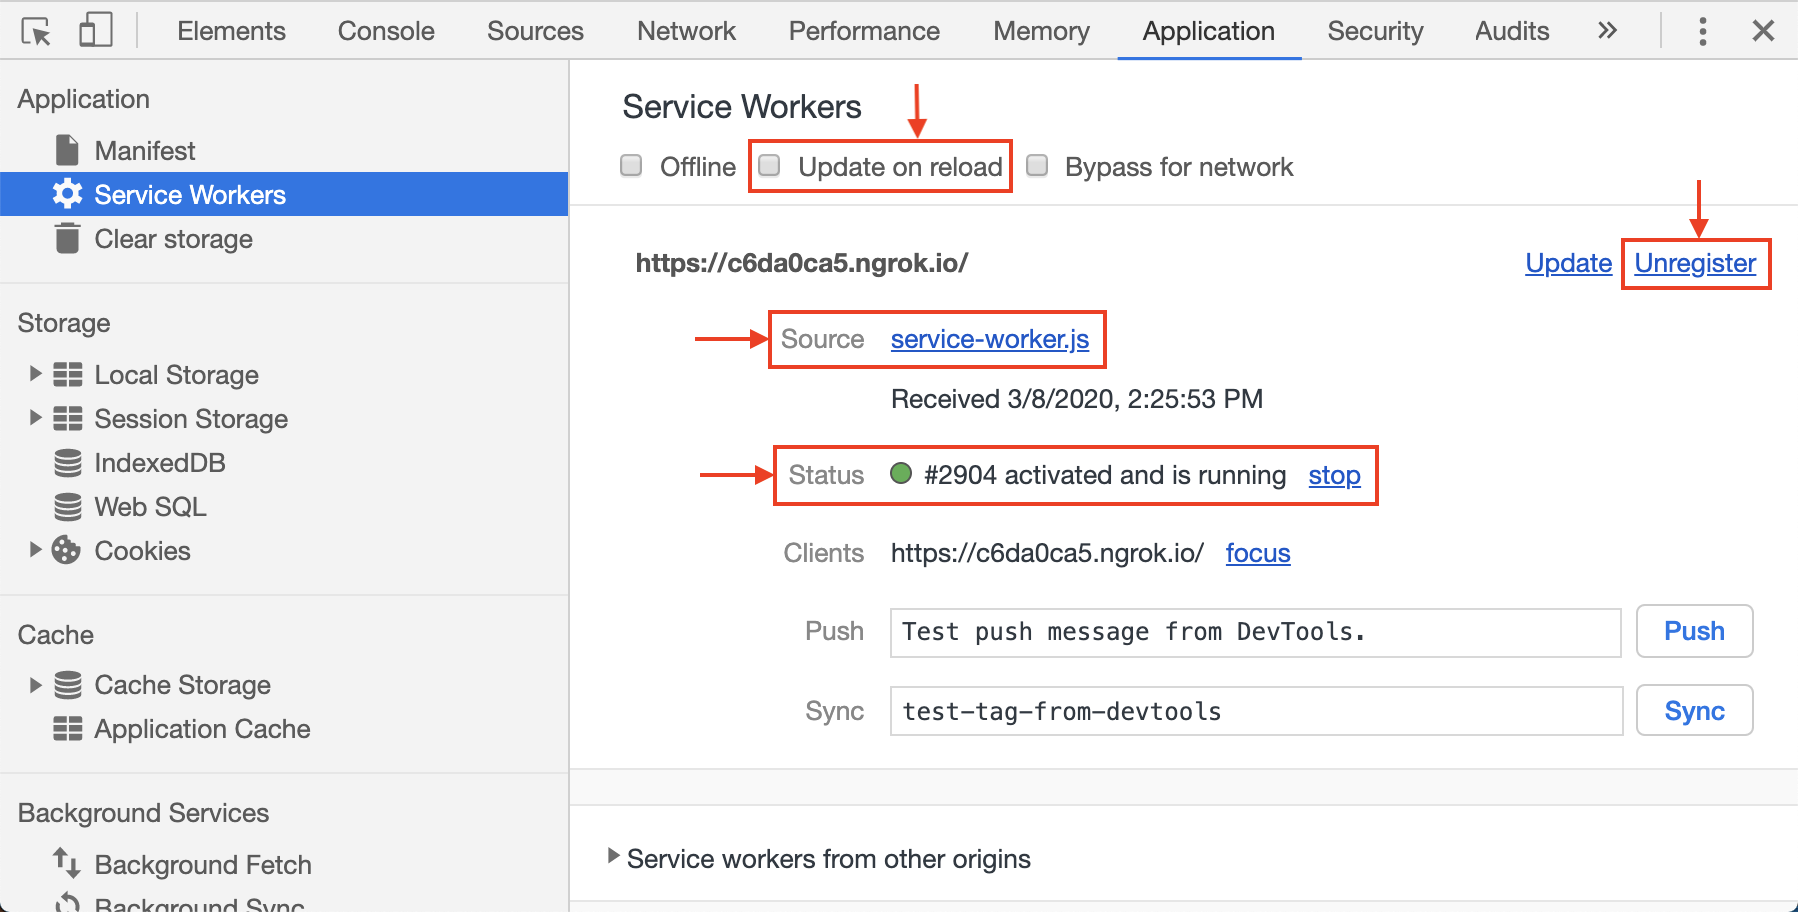 Elements Console Sources Network Performance Memory Application Security Audits
Application
Manifest
Service Workers
Clear storage
Storage
Local Storage
Session Storage
IndexedDB
Web SQL
Cookies
Cache
Cache Storage
Application Cache
Background Services
Background Fetch
Background Sync
Service Workers
Offline Update on reload Bypass for network
https://c6da0ca5.ngrok.io/ Update Unregister
Source service-worker.js
Received 3/8/2020, 2:25:53 PM
Status #2904 activated and is running stop
Clients https://c6da0ca5.ngrok.io/ focus
Push Test push message from DevTools. Push
Sync test-tag-from-devtools Sync
Service workers from other origins